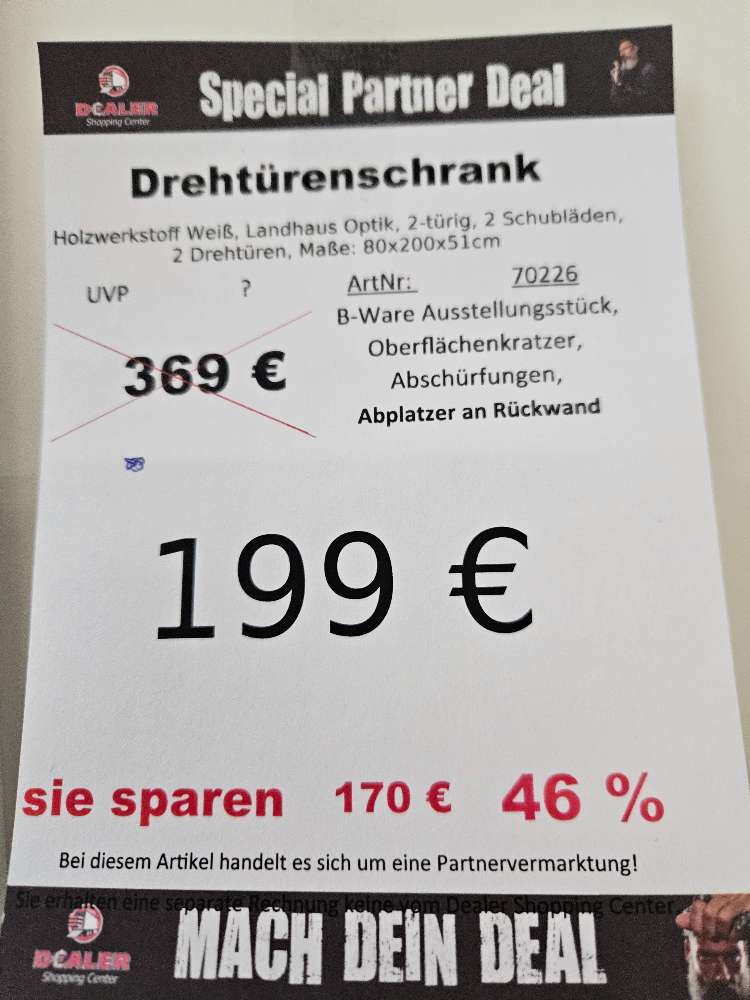 DEALER
Shopping Center
Special Partner Deal
Drehtürenschrank
Holzwerkstoff Weiß, Landhaus Optik, 2-türig, 2 Schubläden,
2 Drehtüren, Maße: 80x200x51cm
UVP ? ArtNr: 70226
369 €
B-Ware Ausstellungsstück,
Oberflächenkratzer,
Abschürfungen,
Abplatzer an Rückwand
199 €
sie sparen 170 € 46 %
Bei diesem Artikel handelt es sich um eine Partnervermarktung!
Sie erhalten eine separate Rechnung keine vom Dealer Shopping Center.
DEALER
Shopping Center
MACH DEIN DEAL